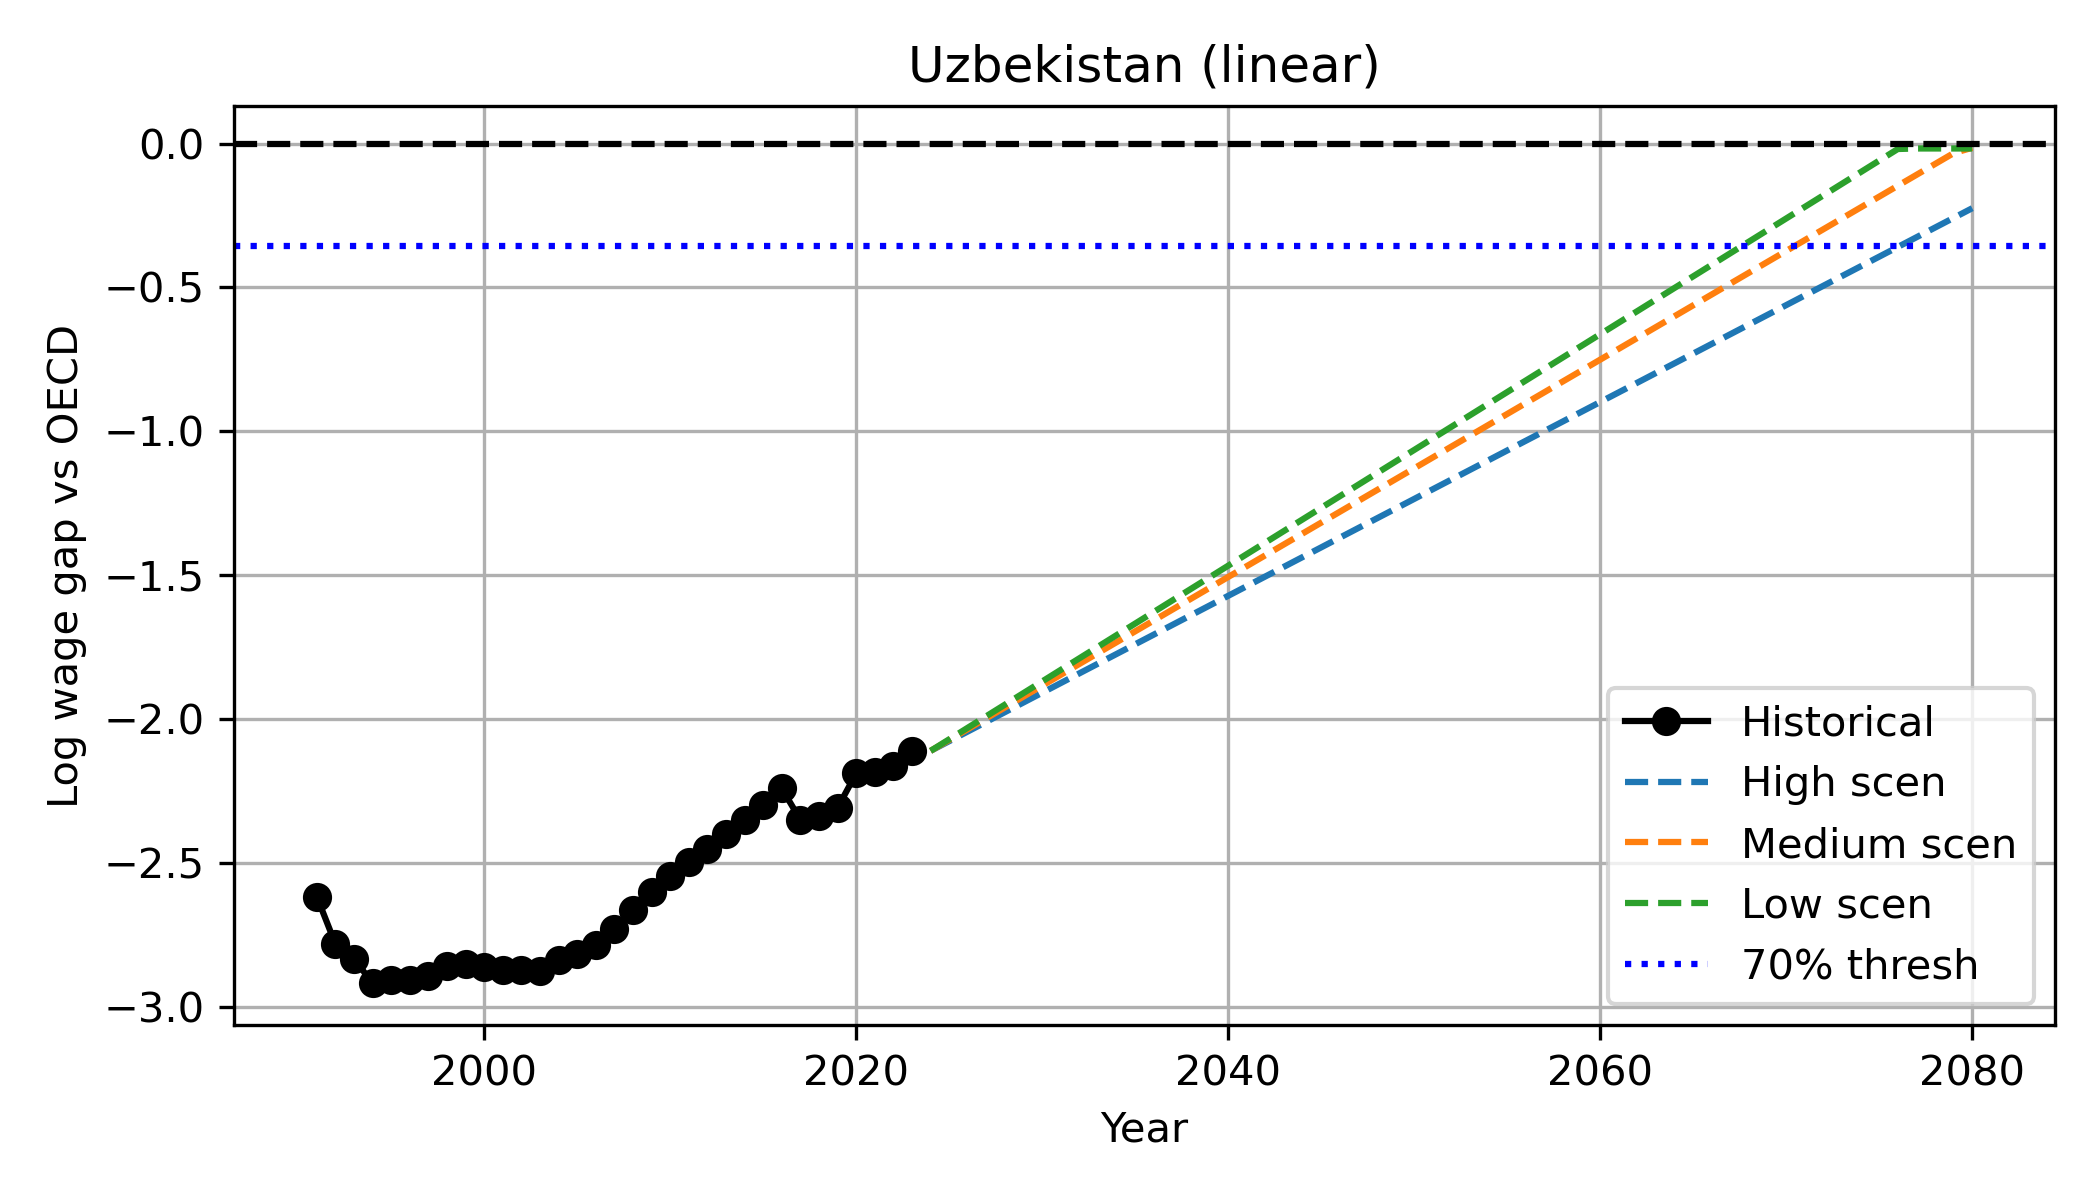 Uzbekistan (linear)
Log wage gap vs OECD
0.0
−0.5
−1.0
−1.5
−2.0
−2.5
−3.0
2000 2020 2040 2060 2080
Year
Historical
High scen
Medium scen
Low scen
70% thresh